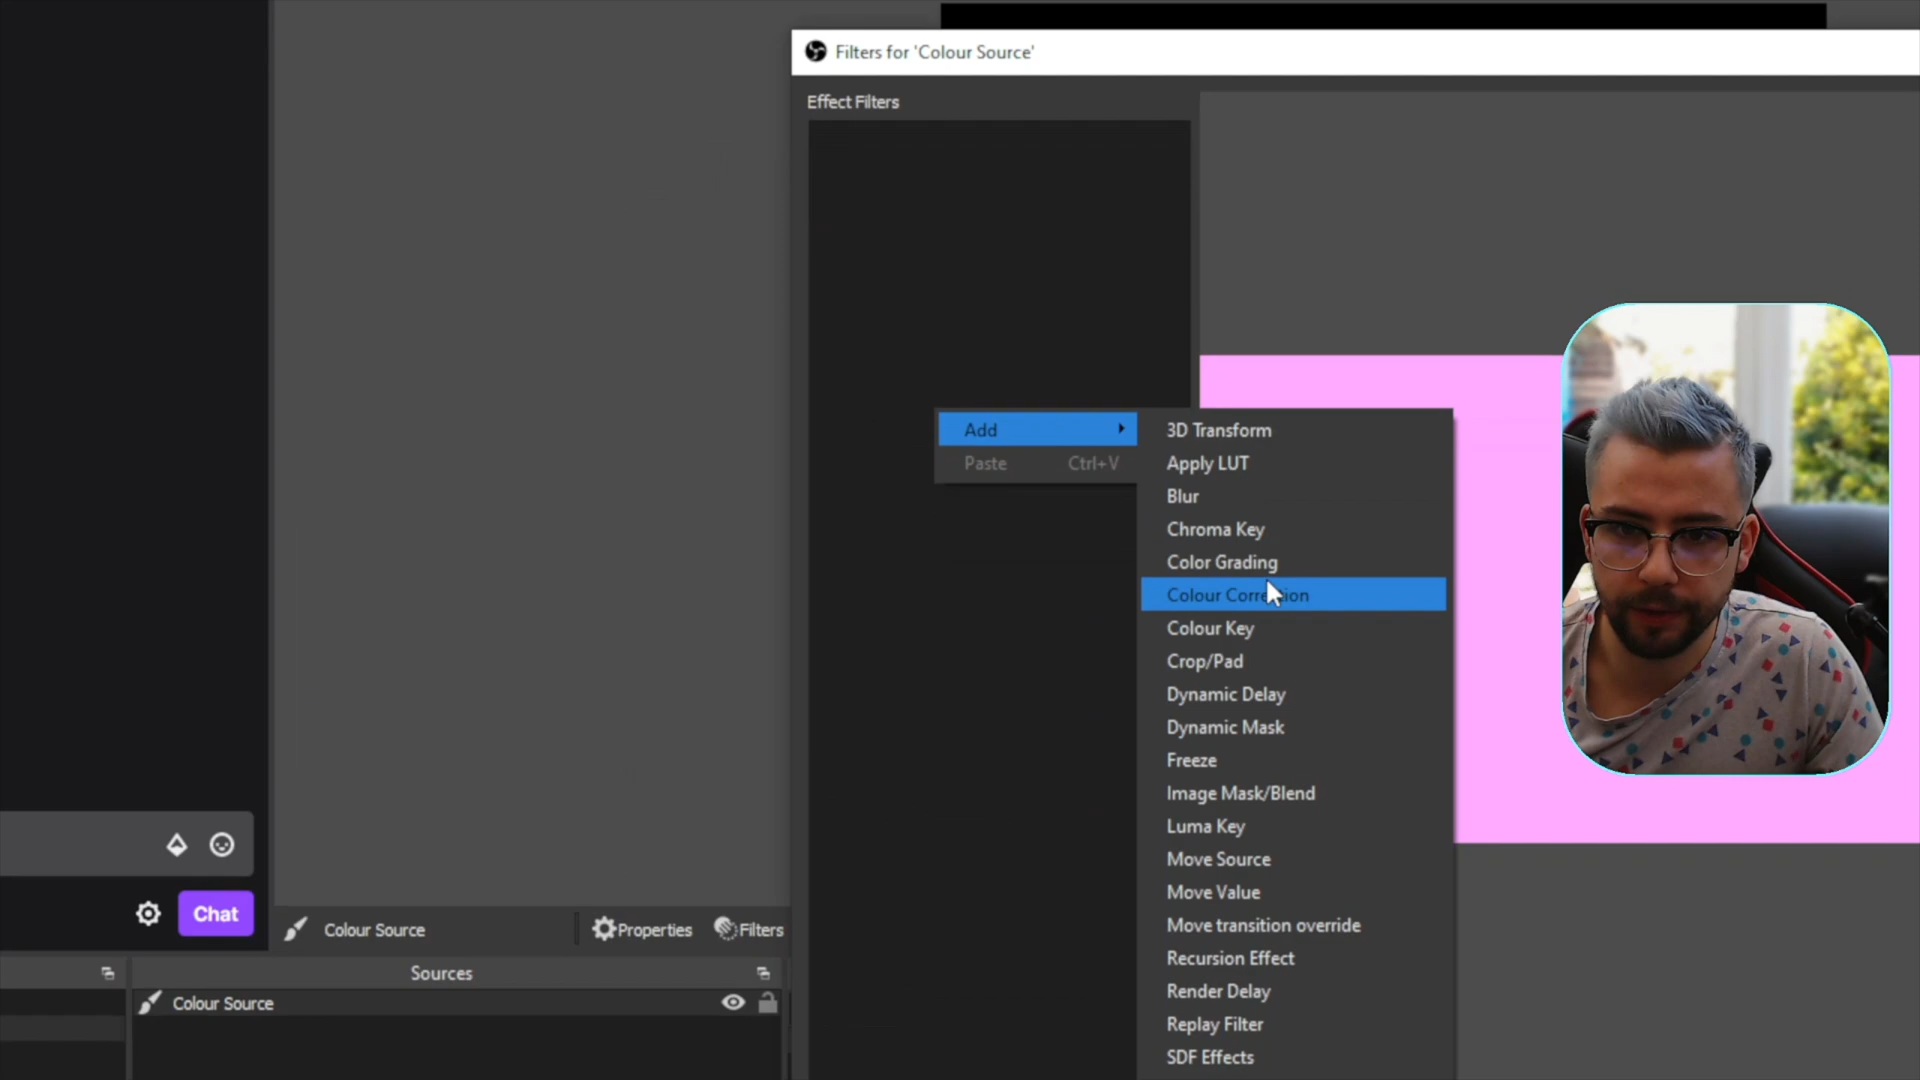 Filters for 'Colour Source'
Effect Filters
Add
Paste Ctrl+V
3D Transform
Apply LUT
Blur
Chroma Key
Color Grading
Colour Correction
Colour Key
Crop/Pad
Dynamic Delay
Dynamic Mask
Freeze
Image Mask/Blend
Luma Key
Move Source
Move Value
Move transition override
Recursion Effect
Render Delay
Replay Filter
SDF Effects
Chat
Colour Source
Properties
Filters
Sources
Colour Source